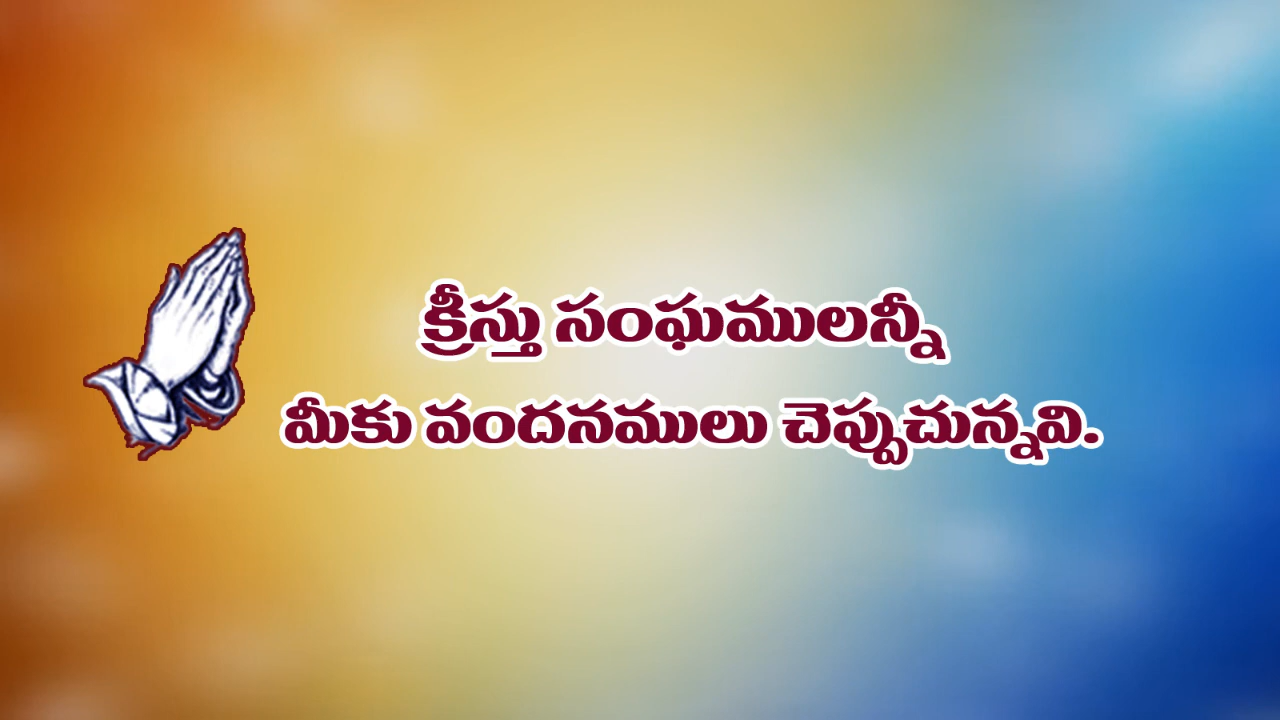 క్రీస్తు సంఘములన్నీ
మీకు వందనములు చెప్పుచున్నవి.